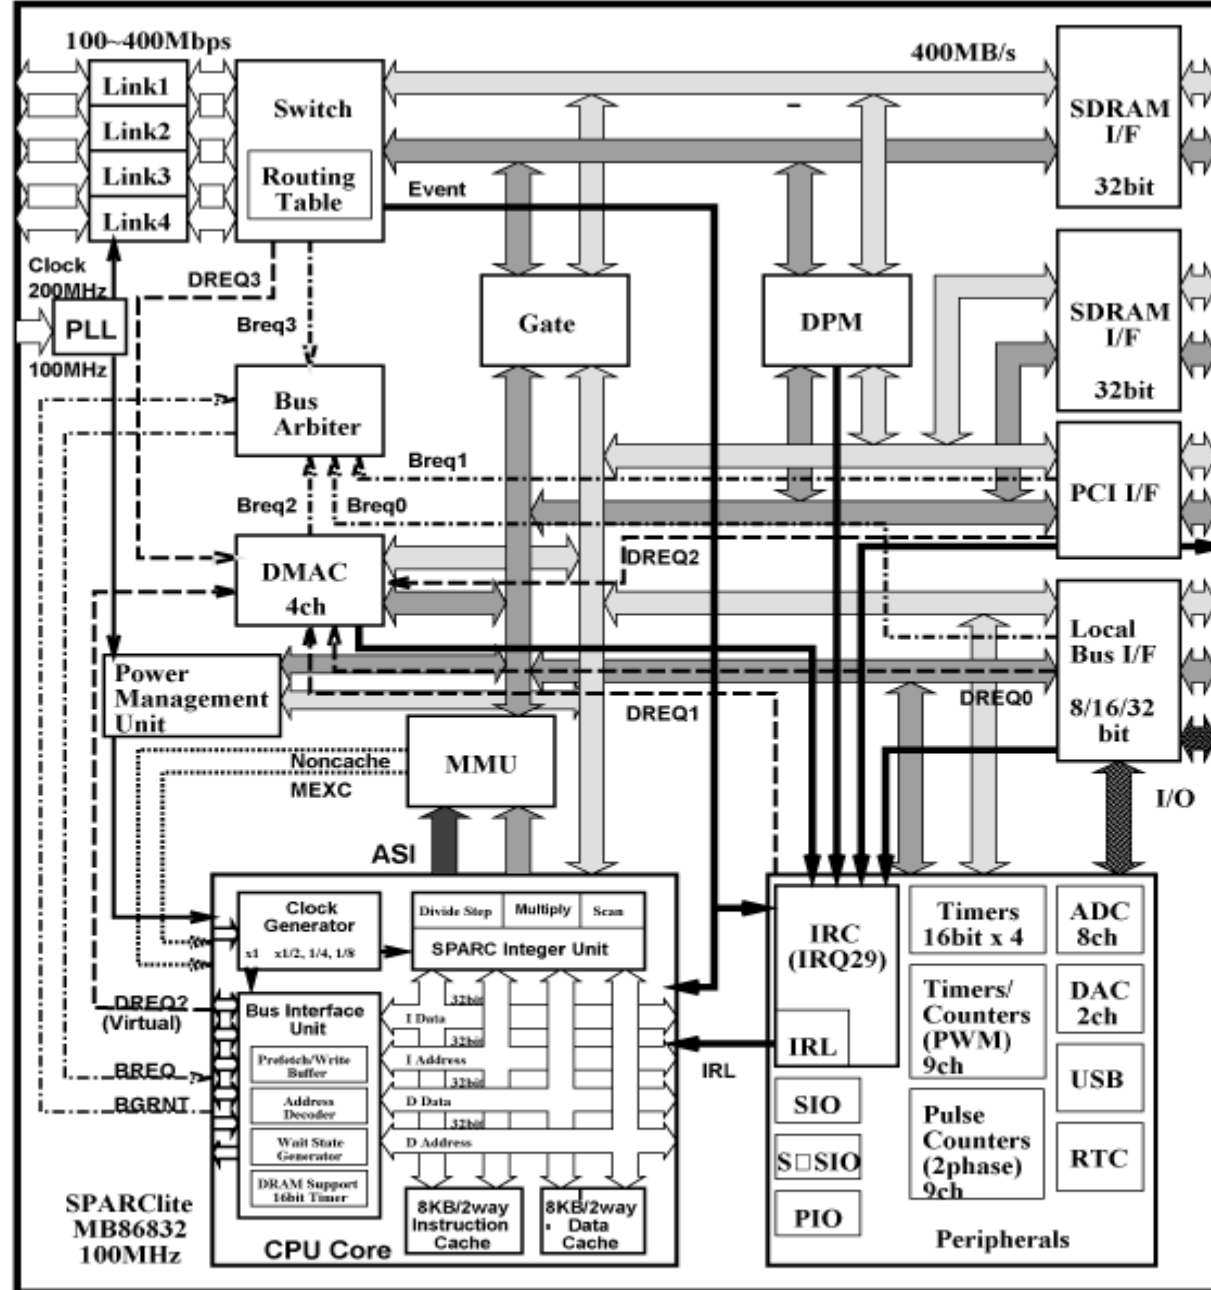 100~400Mbps
400MB/s
Link1
Link2
Link3
Link4
Switch
Routing
Table
SDRAM
I/F
32bit
Event
Clock
200MHz
DREQ3
PLL
100MHz
Breq3
Gate
DPM
SDRAM
I/F
32bit
Bus
Arbiter
Breq1
Breq2
Breq0
PCI I/F
DMAC
4ch
DREQ2
Local
Bus I/F
8/16/32
bit
Power
Management
Unit
DREQ1
DREQ0
MMU
Noncache
MEXC
I/O
ASI
Clock
Generator
x1 x1/2, 1/4, 1/8
Divide Step
Multiply
Scan
SPARC Integer Unit
IRC
(IRQ29)
IRL
Timers
16bit x 4
ADC
8ch
DREQ2
(Virtual)
Bus Interface
Unit
Prefetch/Write
Buffer
Address
Decoder
Wait State
Generator
DRAM Support
16bit Timer
32bit
I Data
32bit
I Address
32bit
D Data
32bit
D Address
BREQ
BGRNT
IRL
Timers/
Counters
(PWM)
9ch
DAC
2ch
USB
SIO
S□SIO
PIO
Pulse
Counters
(2phase)
9ch
RTC
8KB/2way
Instruction
Cache
8KB/2way
Data
Cache
SPARClite
MB86832
100MHz
CPU Core
Peripherals